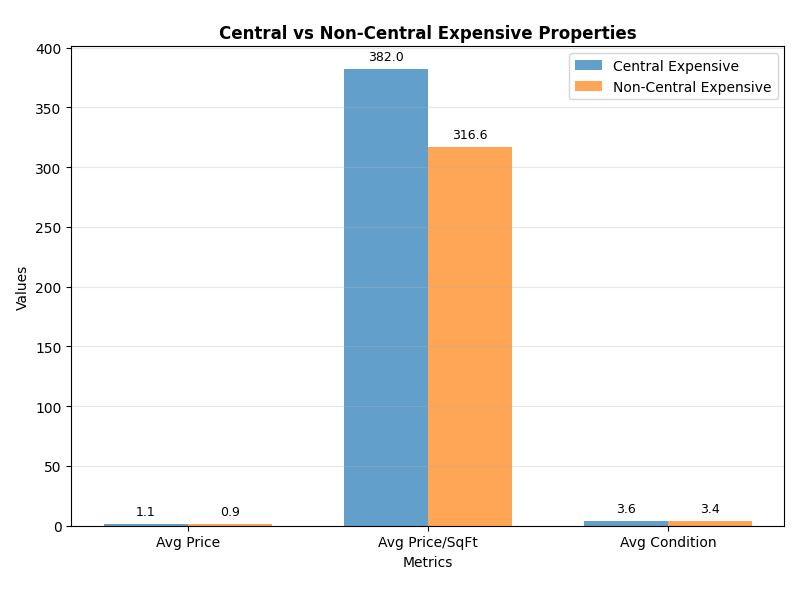 Central vs Non-Central Expensive Properties
Central Expensive
Non-Central Expensive
400
350
300
250
200
150
100
50
0
Values
1.1
0.9
382.0
316.6
3.6
3.4
Avg Price
Avg Price/SqFt
Avg Condition
Metrics